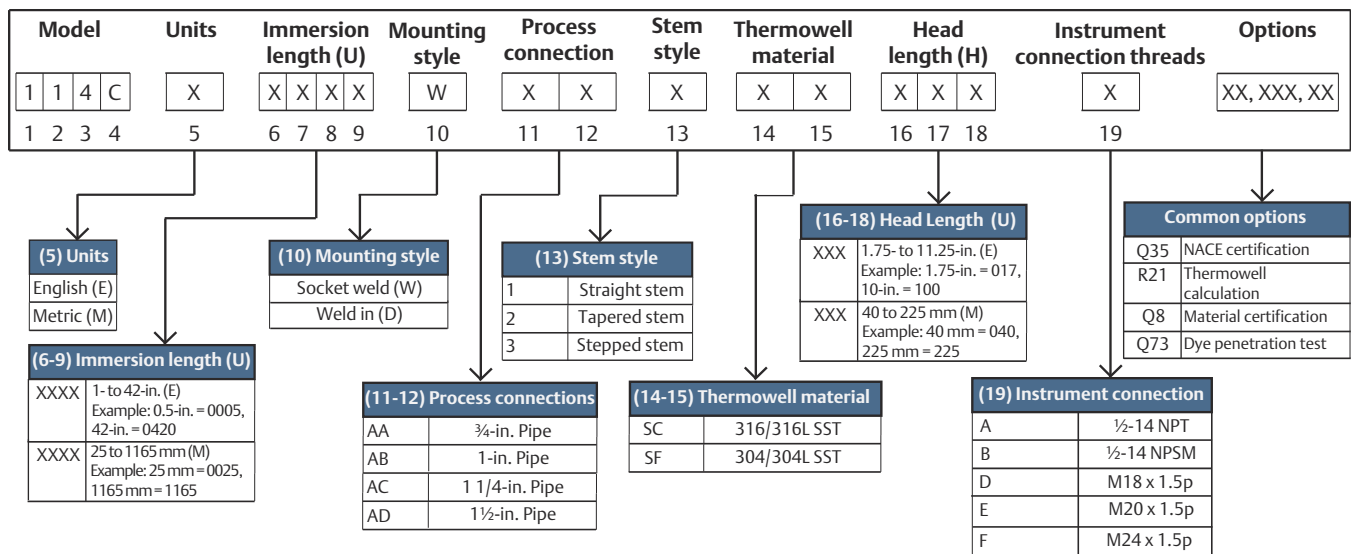 Model Units Immersion length (U) Mounting style Process connection Stem style Thermowell material Head length (H) Instrument connection threads Options
1 1 4 C X X X X X W X X X X X X X X X XX, XXX, XX
1 2 3 4 5 6 7 8 9 10 11 12 13 14 15 16 17 18 19
(5) Units
English (E)
Metric (M)
(6-9) Immersion length (U)
XXXX 1- to 42-in. (E)
Example: 0.5-in. = 0005,
42-in. = 0420
XXXX 25 to 1165 mm (M)
Example: 25 mm = 0025,
1165 mm = 1165
(10) Mounting style
Socket weld (W)
Weld in (D)
(11-12) Process connections
AA ¾-in. Pipe
AB 1-in. Pipe
AC 1 1/4-in. Pipe
AD 1½-in. Pipe
(13) Stem style
1 Straight stem
2 Tapered stem
3 Stepped stem
(14-15) Thermowell material
SC 316/316L SST
SF 304/304L SST
(16-18) Head Length (U)
XXX 1.75- to 11.25-in. (E)
Example: 1.75-in. = 017,
10-in. = 100
XXX 40 to 225 mm (M)
Example: 40 mm = 040,
225 mm = 225
(19) Instrument connection
A ½-14 NPT
B ½-14 NPSM
D M18 x 1.5p
E M20 x 1.5p
F M24 x 1.5p
Common options
Q35 NACE certification
R21 Thermowell
calculation
Q8 Material certification
Q73 Dye penetration test